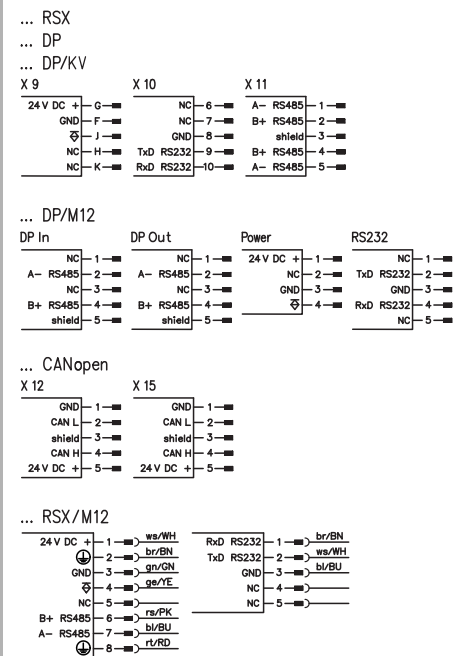 ... RSX
... DP
... DP/KV
X 9
24 V DC + G
GND F
J
NC H
NC K
X 10
NC 6
NC 7
GND 8
TxD RS232 9
RxD RS232 10
X 11
A- RS485 1
B+ RS485 2
shield 3
B+ RS485 4
A- RS485 5
... DP/M12
DP In
NC 1
A- RS485 2
NC 3
B+ RS485 4
shield 5
DP Out
NC 1
A- RS485 2
NC 3
B+ RS485 4
shield 5
Power
24 V DC + 1
NC 2
GND 3
4
RS232
NC 1
TxD RS232 2
GND 3
RxD RS232 4
NC 5
... CANopen
X 12
GND 1
CAN L 2
shield 3
CAN H 4
24 V DC + 5
X 15
GND 1
CAN L 2
shield 3
CAN H 4
24 V DC + 5
... RSX/M12
24 V DC + 1 ws/WH
2 br/BN
GND 3 gn/GN
4 ge/YE
NC 5
B+ RS485 6 rs/PK
A- RS485 7 bl/BU
8 rt/RD
RxD RS232 1 br/BN
TxD RS232 2 ws/WH
GND 3 bl/BU
NC 4
NC 5